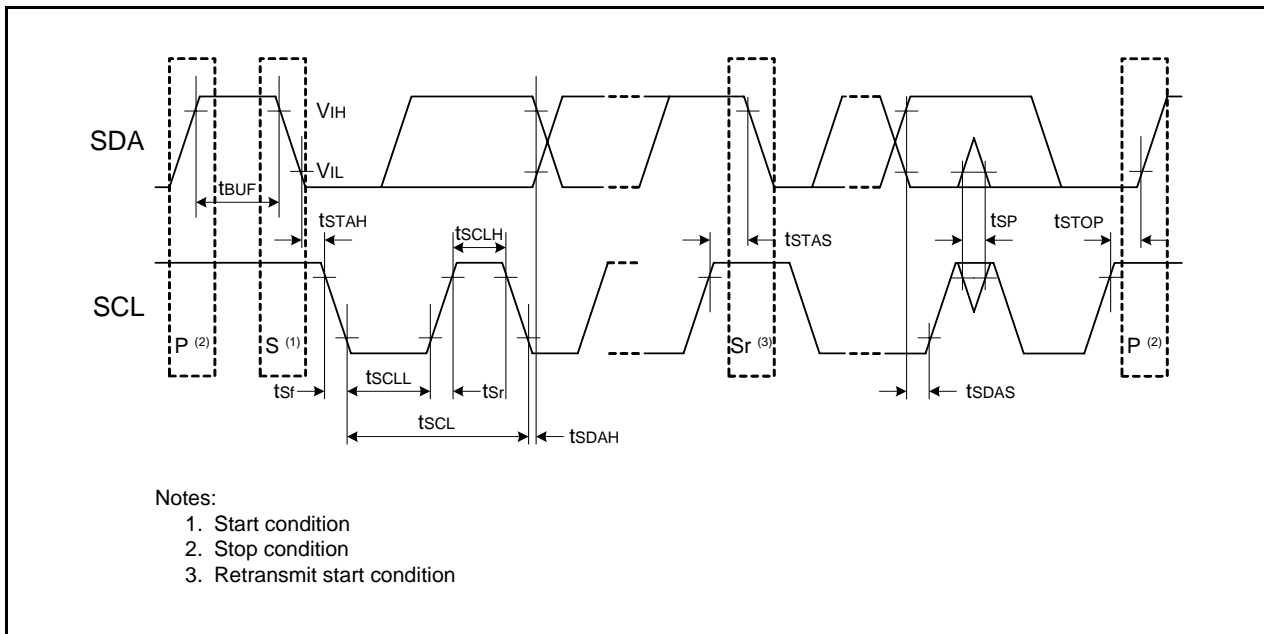 SDA
VIH
VIL
tBUF
tSTAH
tSCLH
tSTAS
tSP
tSTOP
SCL
P (2)
S (1)
Sr (3)
P (2)
tSf
tSCLL
tSr
tSDAS
tSCL
tSDAH
Notes:
1. Start condition
2. Stop condition
3. Retransmit start condition